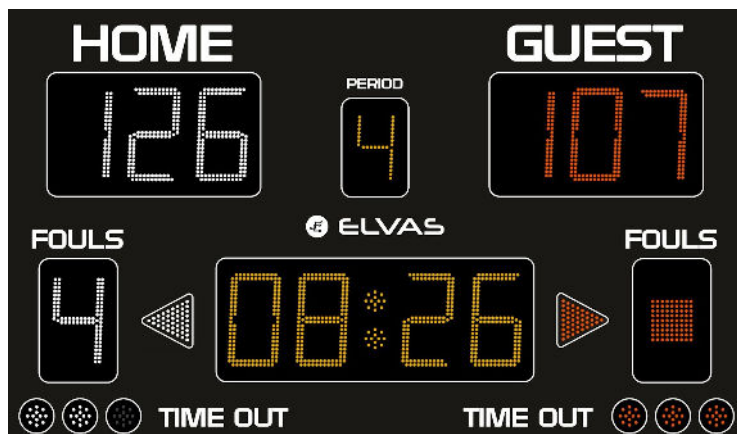 HOME
GUEST
PERIOD
126
4
107
ELVAS
FOULS
FOULS
4
08:26
TIME OUT
TIME OUT